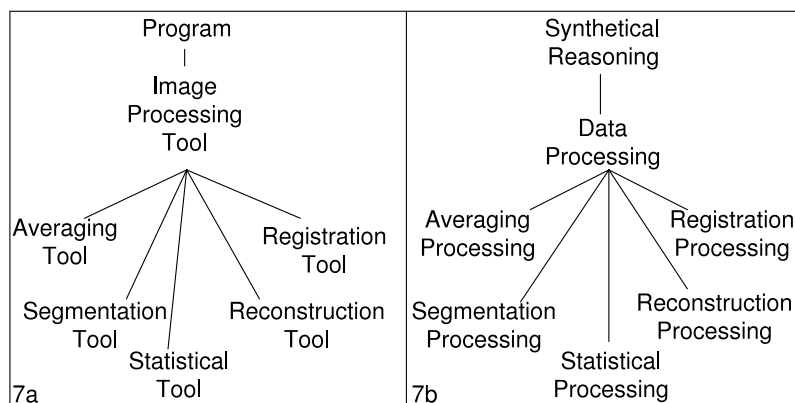 Program
Image
Processing
Tool
Averaging
Tool
Registration
Tool
Segmentation
Tool
Reconstruction
Tool
Statistical
Tool
7a
Synthetical
Reasoning
Data
Processing
Averaging
Processing
Registration
Processing
Segmentation
Processing
Reconstruction
Processing
Statistical
Processing
7b